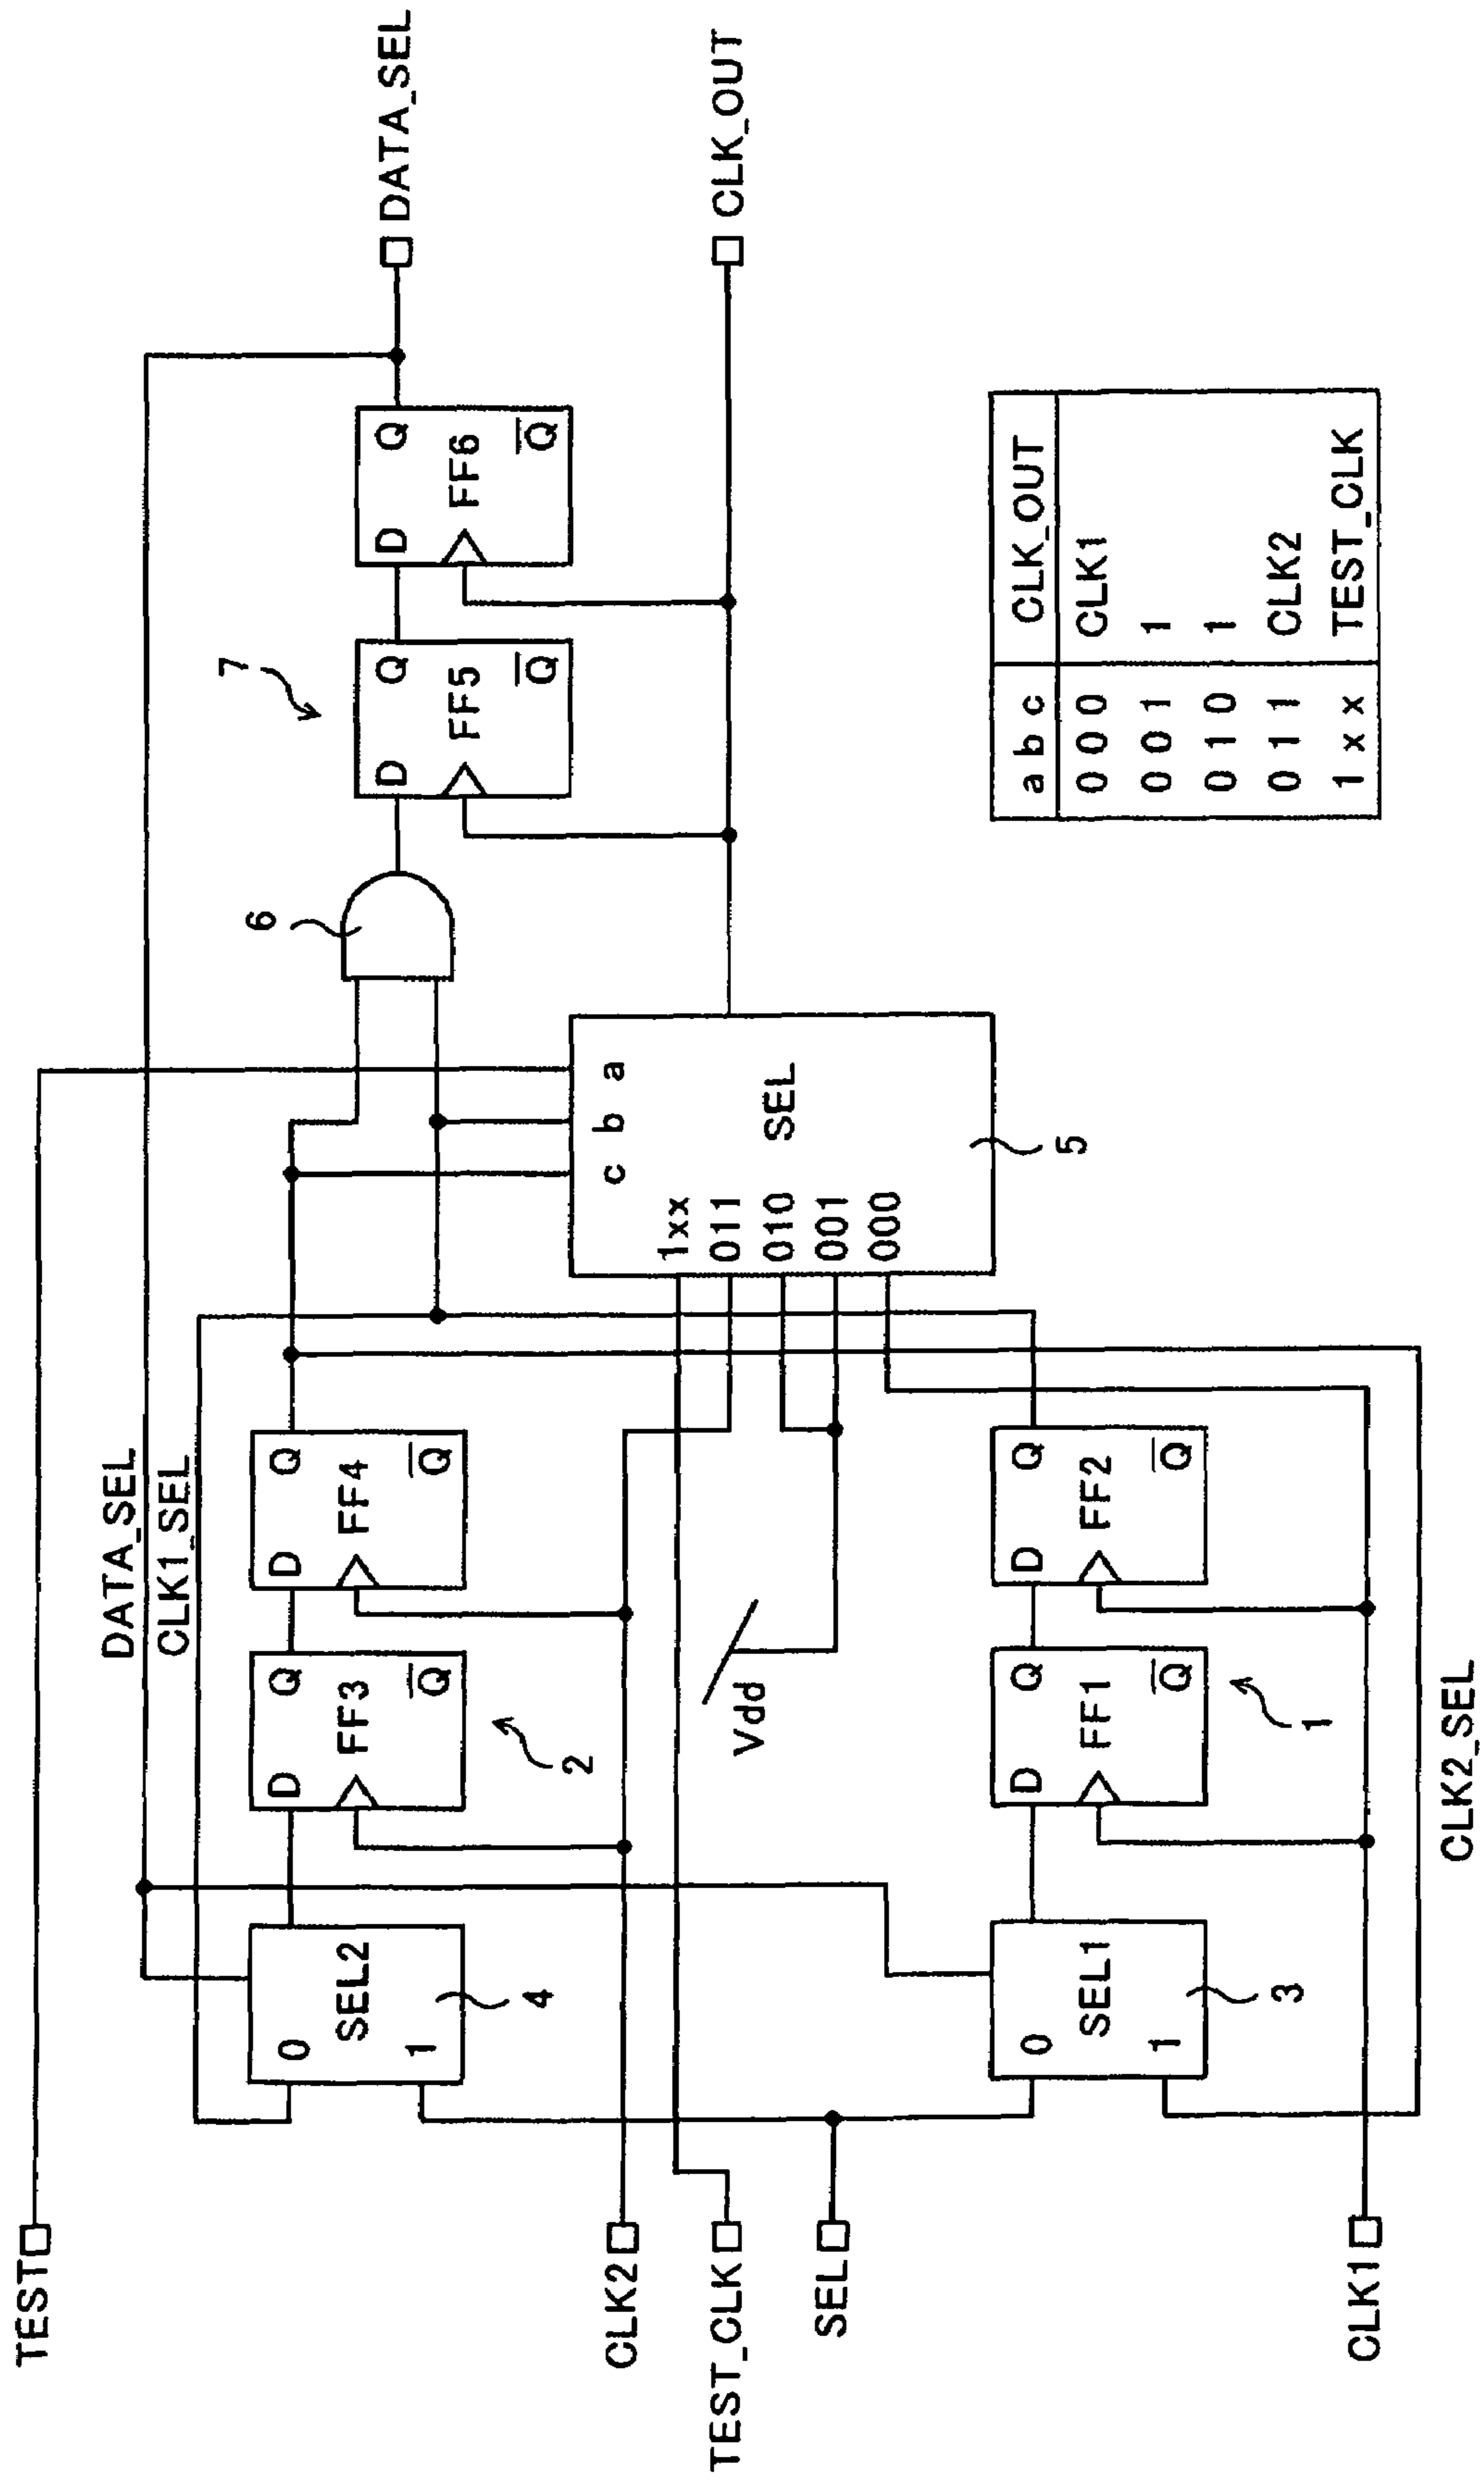 TEST
DATA_SEL
CLK1_SEL
DATA_SEL
CLK_OUT
7
6
SEL2
0
1
4
D
Q
FF3
Q
2
D
Q
FF4
Q
D
Q
FF5
Q
D
Q
FF6
Q
CLK2
TEST_CLK
SEL
Vdd
c b a
1xx
011
010
001
000
SEL
5
SEL1
0
1
3
D
Q
FF1
Q
1
D
Q
FF2
Q
CLK1
CLK2_SEL
a b c CLK_OUT
0 0 0 CLK1
0 0 1 1
0 1 0 1
0 1 1 CLK2
1 x x TEST_CLK